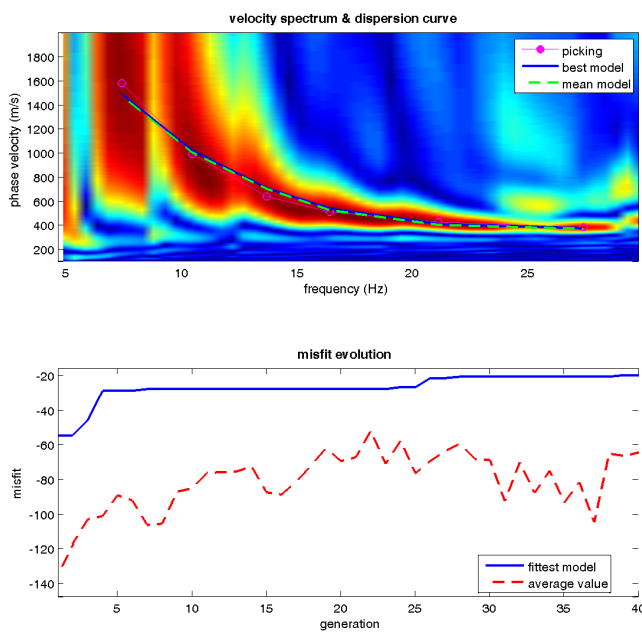 velocity spectrum & dispersion curve
picking
best model
mean model
phase velocity (m/s)
1800
1600
1400
1200
1000
800
600
400
200
5 10 15 20 25
frequency (Hz)
misfit evolution
misfit
-20
-40
-60
-80
-100
-120
-140
fittest model
average value
5 10 15 20 25 30 35 40
generation